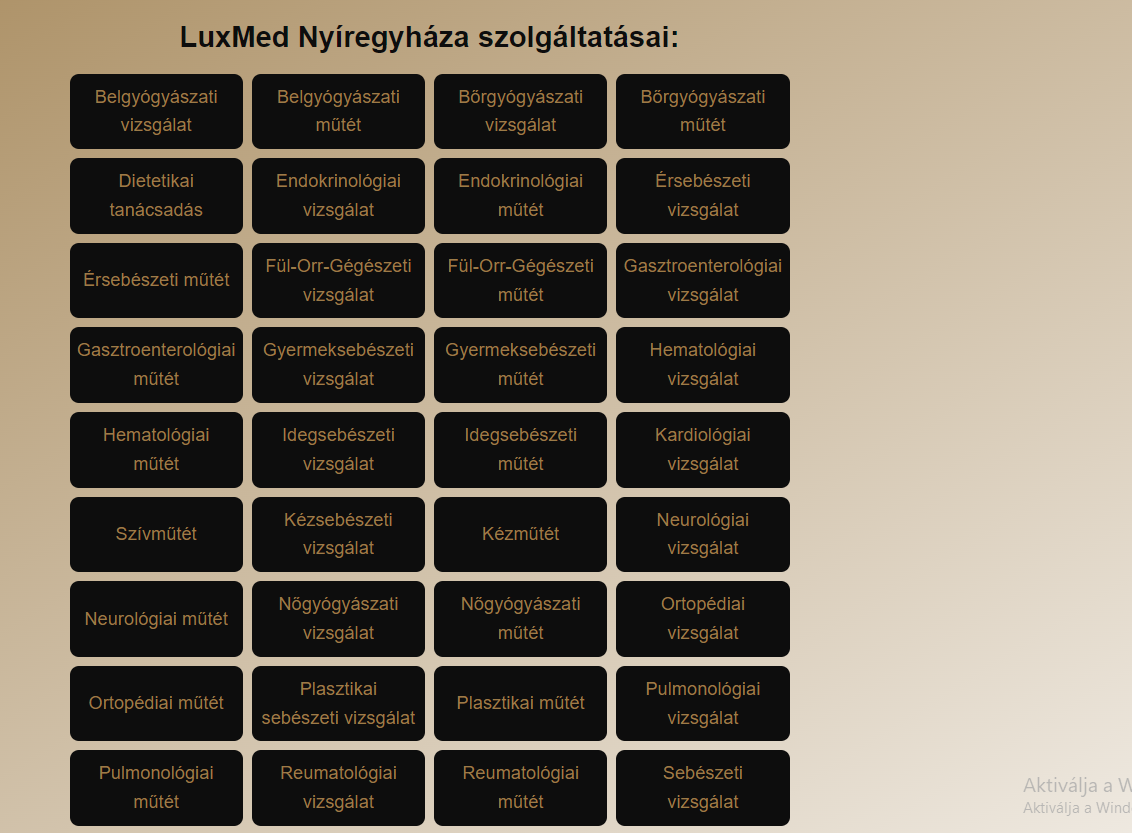 LuxMed Nyíregyháza szolgáltatásai:
Belgyógyászati
vizsgálat
Belgyógyászati
műtét
Bőrgyógyászati
vizsgálat
Bőrgyógyászati
műtét
Dietetikai
tanácsadás
Endokrinológiai
vizsgálat
Endokrinológiai
műtét
Érsebészeti
vizsgálat
Érsebészeti műtét
Fül-Orr-Gégészeti
vizsgálat
Fül-Orr-Gégészeti
műtét
Gasztroenterológiai
vizsgálat
Gasztroenterológiai
műtét
Gyermeksebészeti
vizsgálat
Gyermeksebészeti
műtét
Hematológiai
vizsgálat
Hematológiai
műtét
Idegsebészeti
vizsgálat
Idegsebészeti
műtét
Kardiológiai
vizsgálat
Szívműtét
Kézsebészeti
vizsgálat
Kézműtét
Neurológiai
vizsgálat
Neurológiai műtét
Nőgyógyászati
vizsgálat
Nőgyógyászati
műtét
Ortopédiai
vizsgálat
Ortopédiai műtét
Plasztikai
sebészeti vizsgálat
Plasztikai műtét
Pulmonológiai
vizsgálat
Pulmonológiai
műtét
Reumatológiai
vizsgálat
Reumatológiai
műtét
Sebészeti
vizsgálat
Aktiválja a W
Aktiválja a Wind